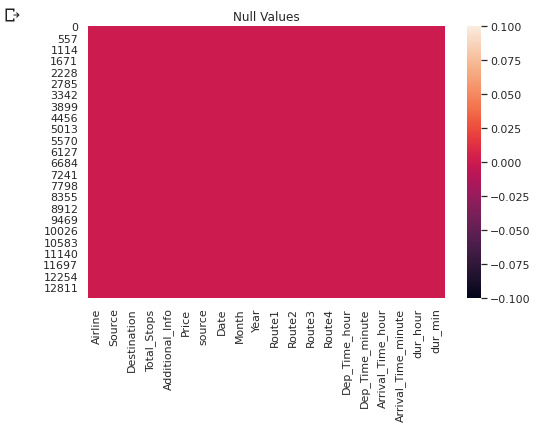 Null Values
0
557
1114
1671
2228
2785
3342
3899
4456
5013
5570
6127
6684
7241
7798
8355
8912
9469
10026
10583
11140
11697
12254
12811
0.100
0.075
0.050
0.025
0.000
−0.025
−0.050
−0.075
−0.100
Airline
Source
Destination
Total_Stops
Additional_Info
Price
source
Date
Month
Year
Route1
Route2
Route3
Route4
Dep_Time_hour
Dep_Time_minute
Arrival_Time_hour
Arrival_Time_minute
dur_hour
dur_min